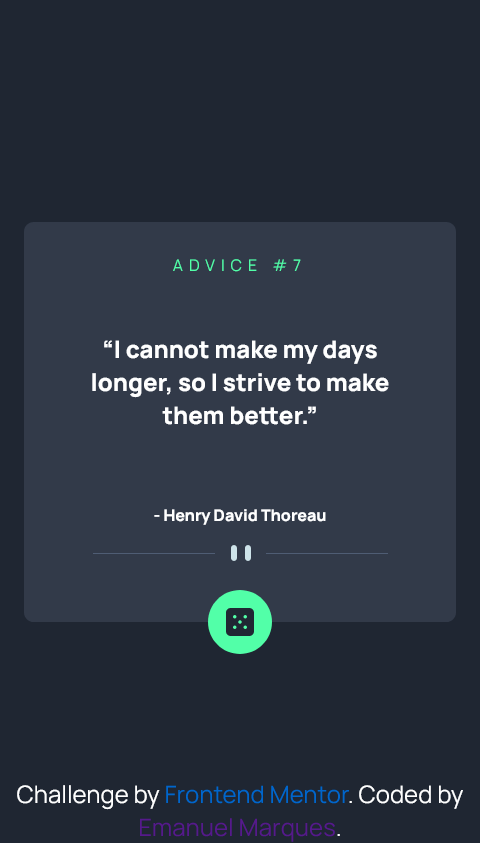 ADVICE #7
“I cannot make my days
longer, so I strive to make
them better.”
- Henry David Thoreau
Challenge by Frontend Mentor. Coded by
Emanuel Marques.